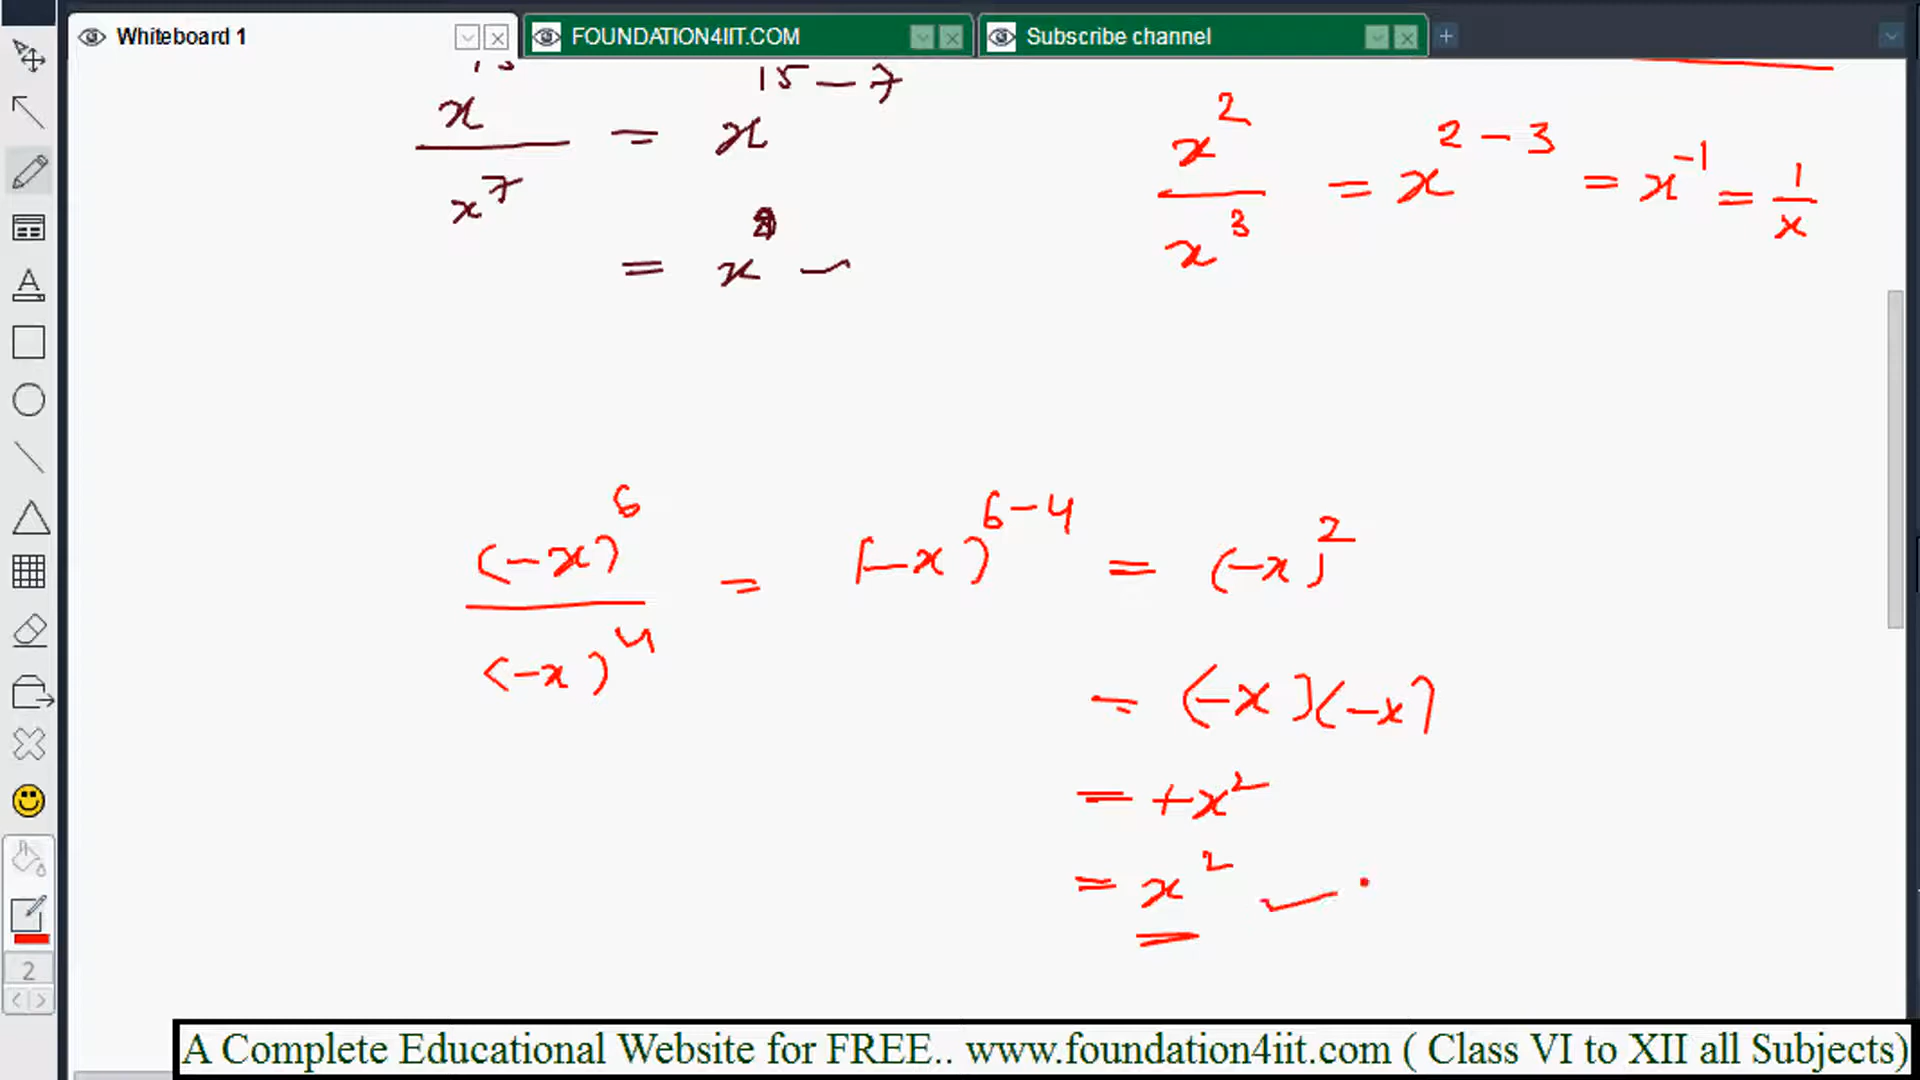 Whiteboard 1
FOUNDATION4IIT.COM
Subscribe channel
x / x^7 = x^(15-7)
= x^8
x^2 / x^3 = x^(2-3) = x^-1 = 1/x
(-x)^6 / (-x)^4 = (-x)^(6-4) = (-x)^2
= (-x)(-x)
= +x^2
= x^2
2
A Complete Educational Website for FREE.. www.foundation4iit.com ( Class VI to XII all Subjects)